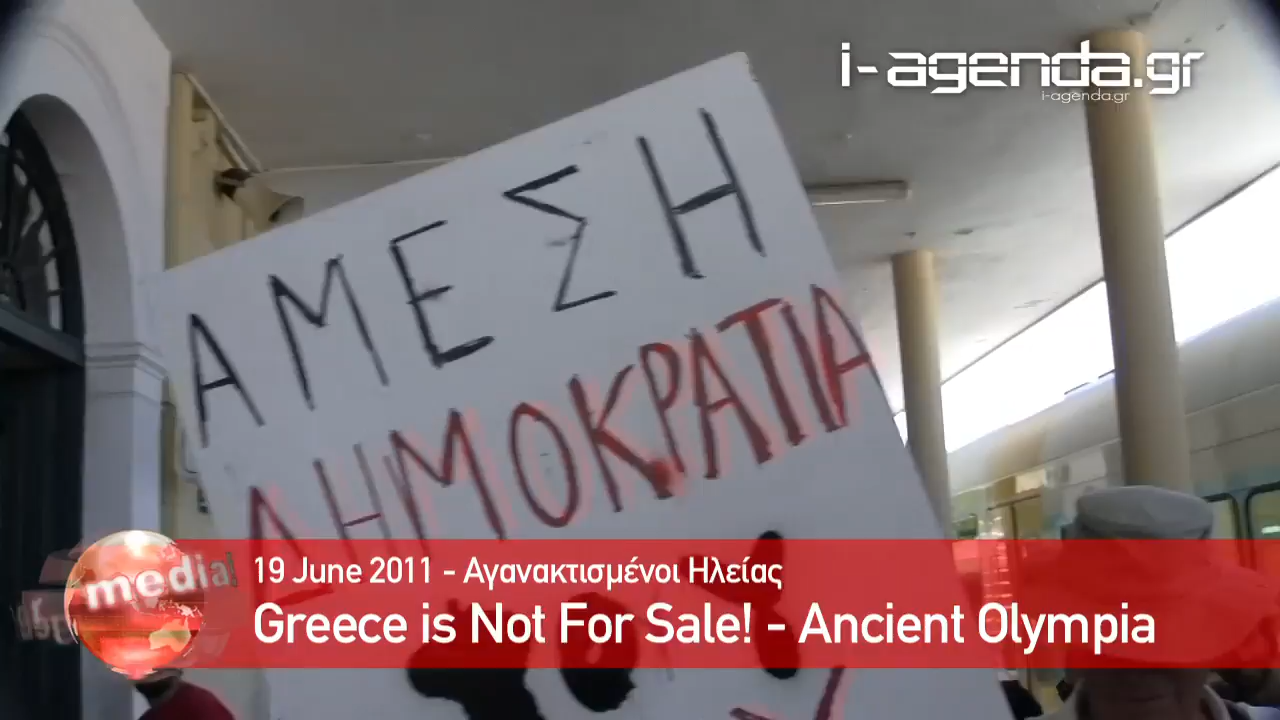 i-agenda.gr
i-agenda.gr
ΑΜΕΣΗ
ΔΗΜΟΚΡΑΤΙΑ
media!
19 June 2011 - Αγανακτισμένοι Ηλείας
Greece is Not For Sale! - Ancient Olympia